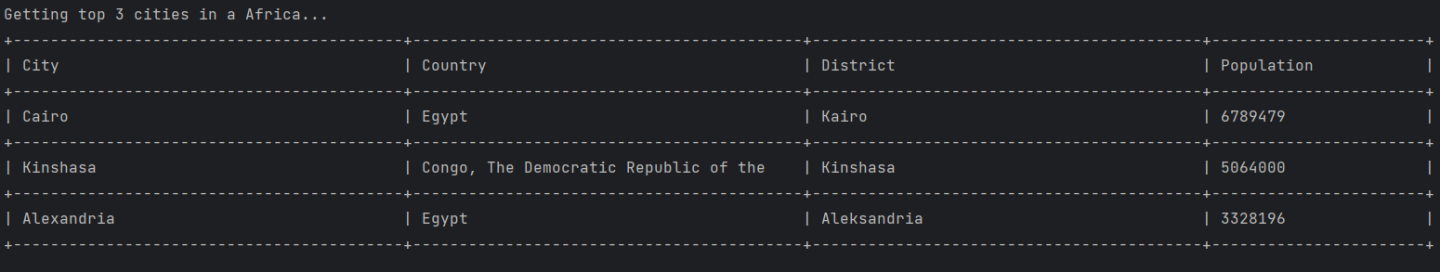 Getting top 3 cities in a Africa...
+------------------------------------------+------------------------------------------+------------------------------------------+-----------------------+
| City | Country | District | Population |
+------------------------------------------+------------------------------------------+------------------------------------------+-----------------------+
| Cairo | Egypt | Kairo | 6789479 |
+------------------------------------------+------------------------------------------+------------------------------------------+-----------------------+
| Kinshasa | Congo, The Democratic Republic of the | Kinshasa | 5064000 |
+------------------------------------------+------------------------------------------+------------------------------------------+-----------------------+
| Alexandria | Egypt | Aleksandria | 3328196 |
+------------------------------------------+------------------------------------------+------------------------------------------+-----------------------+